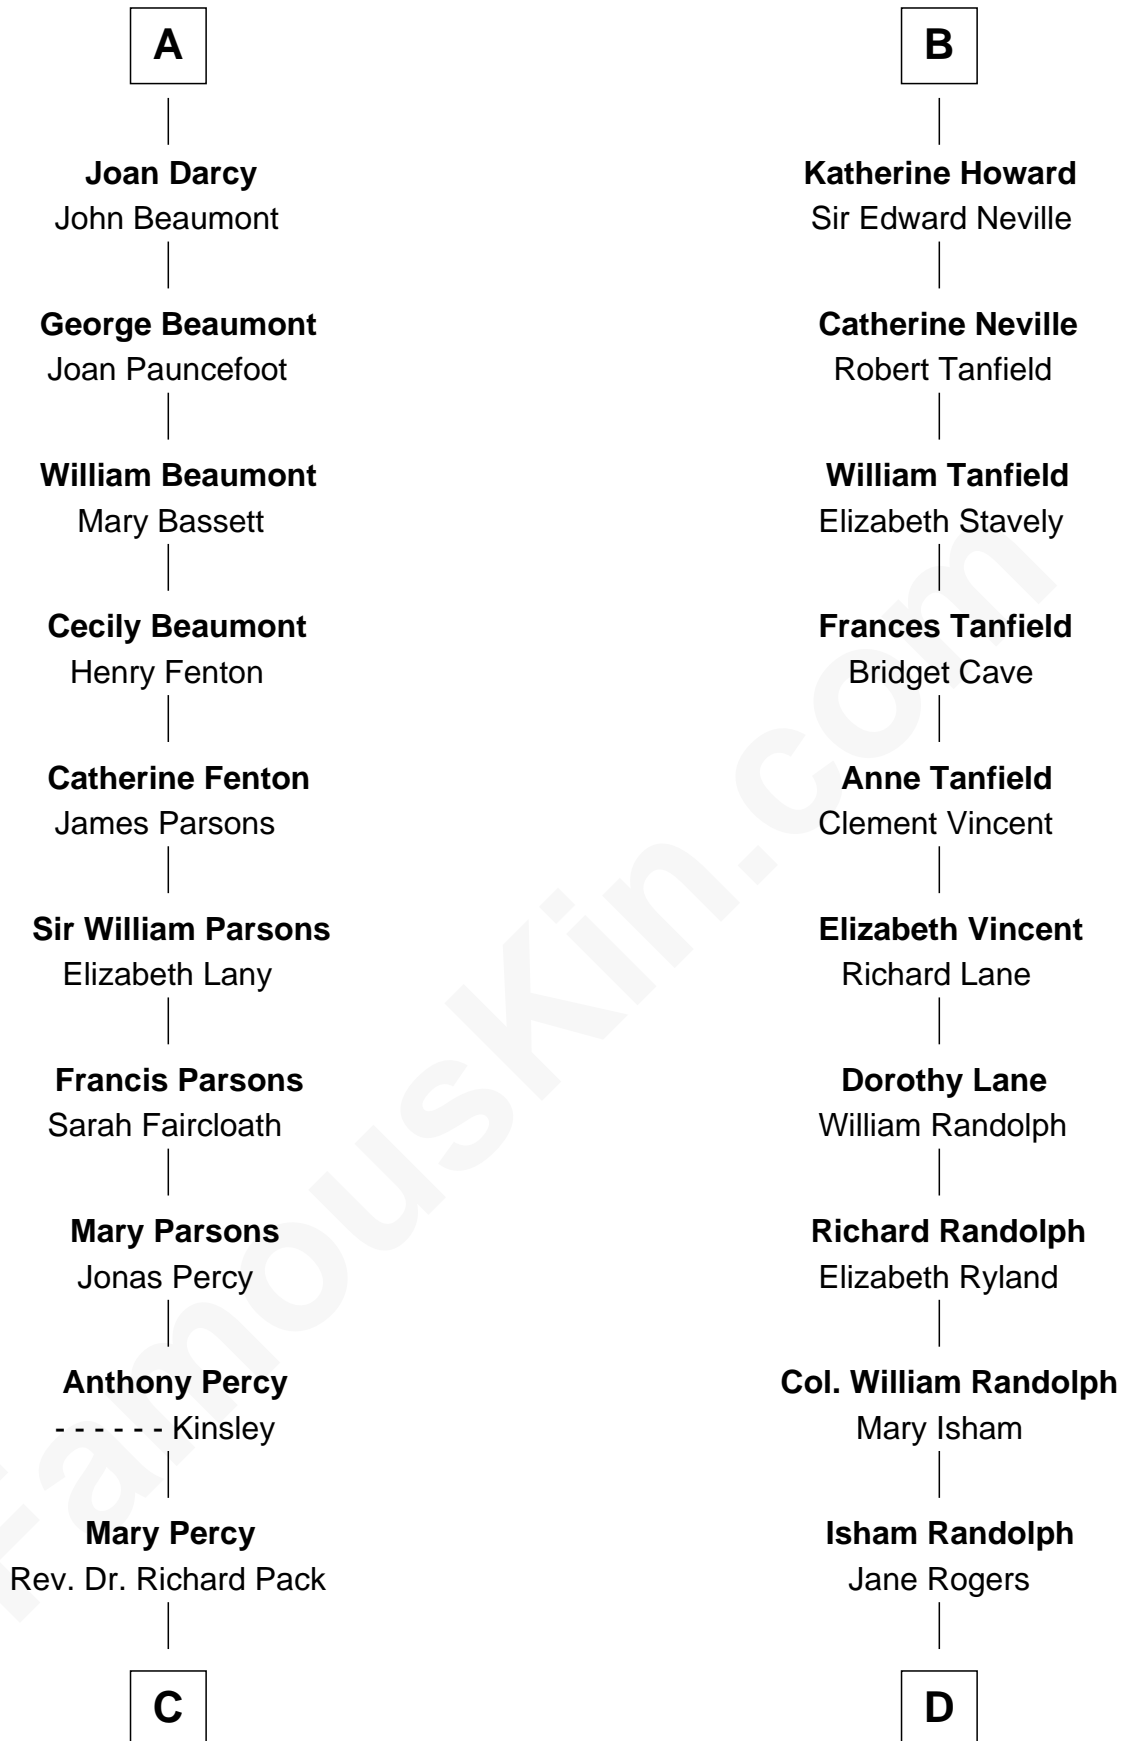 A
Joan Darcy
John Beaumont
George Beaumont
Joan Pauncefoot
William Beaumont
Mary Bassett
Cecily Beaumont
Henry Fenton
Catherine Fenton
James Parsons
Sir William Parsons
Elizabeth Lany
Francis Parsons
Sarah Faircloath
Mary Parsons
Jonas Percy
Anthony Percy
- - - - - - Kinsley
Mary Percy
Rev. Dr. Richard Pack
C
B
Katherine Howard
Sir Edward Neville
Catherine Neville
Robert Tanfield
William Tanfield
Elizabeth Stavely
Frances Tanfield
Bridget Cave
Anne Tanfield
Clement Vincent
Elizabeth Vincent
Richard Lane
Dorothy Lane
William Randolph
Richard Randolph
Elizabeth Ryland
Col. William Randolph
Mary Isham
Isham Randolph
Jane Rogers
D
FamousKin.com